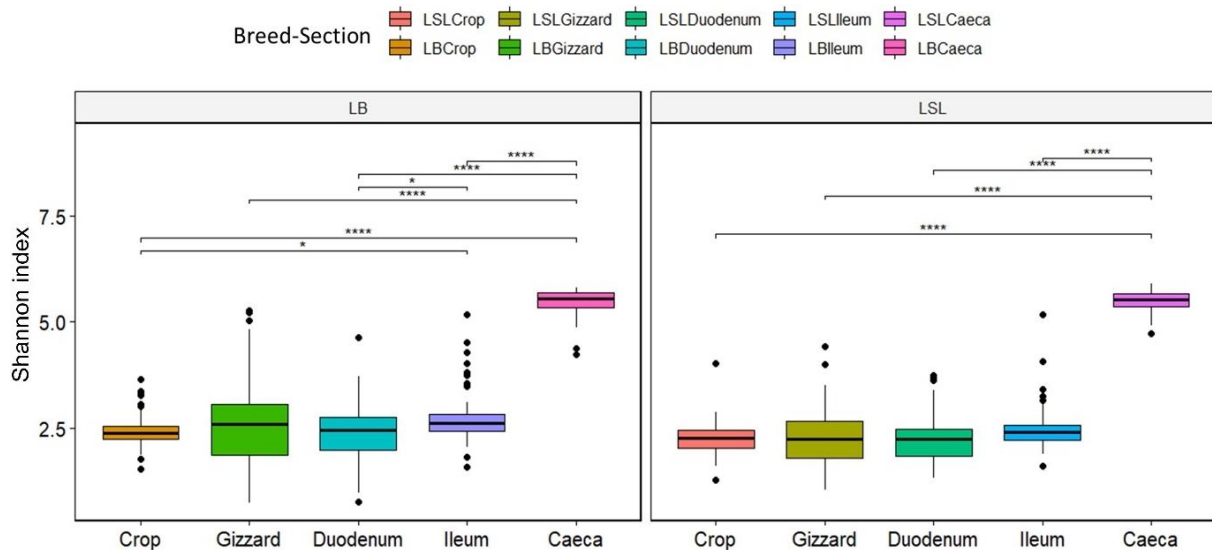 LSLCrop LSLGizzard LSLDuodenum LSLIleum LSLCaeca
Breed-Section
LBCrop LBGizzard LBDuodenum LBIleum LBCaeca
LB LSL
****
****
****
****
*
****
****
****
*
****
7.5
5.0
2.5
Shannon index
Crop Gizzard Duodenum Ileum Caeca Crop Gizzard Duodenum Ileum Caeca